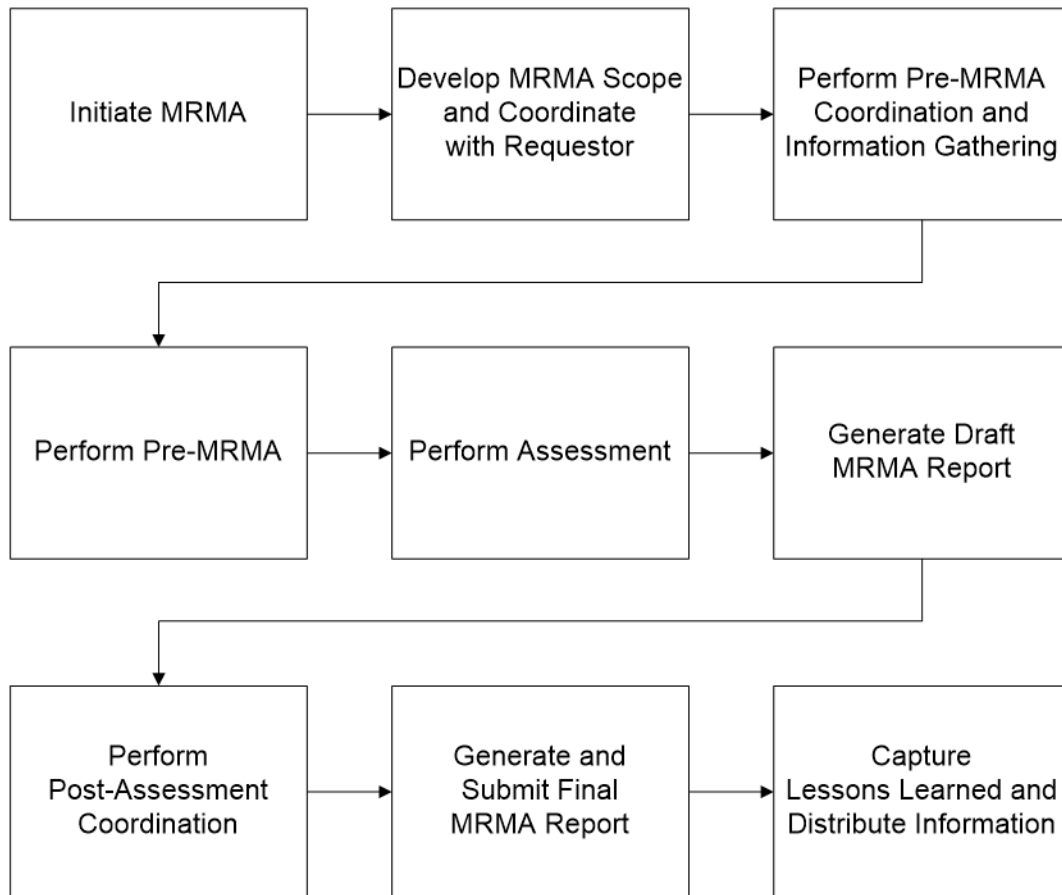 Initiate MRMA
Develop MRMA Scope
and Coordinate
with Requestor
Perform Pre-MRMA
Coordination and
Information Gathering
Perform Pre-MRMA
Perform Assessment
Generate Draft
MRMA Report
Perform
Post-Assessment
Coordination
Generate and
Submit Final
MRMA Report
Capture
Lessons Learned and
Distribute Information